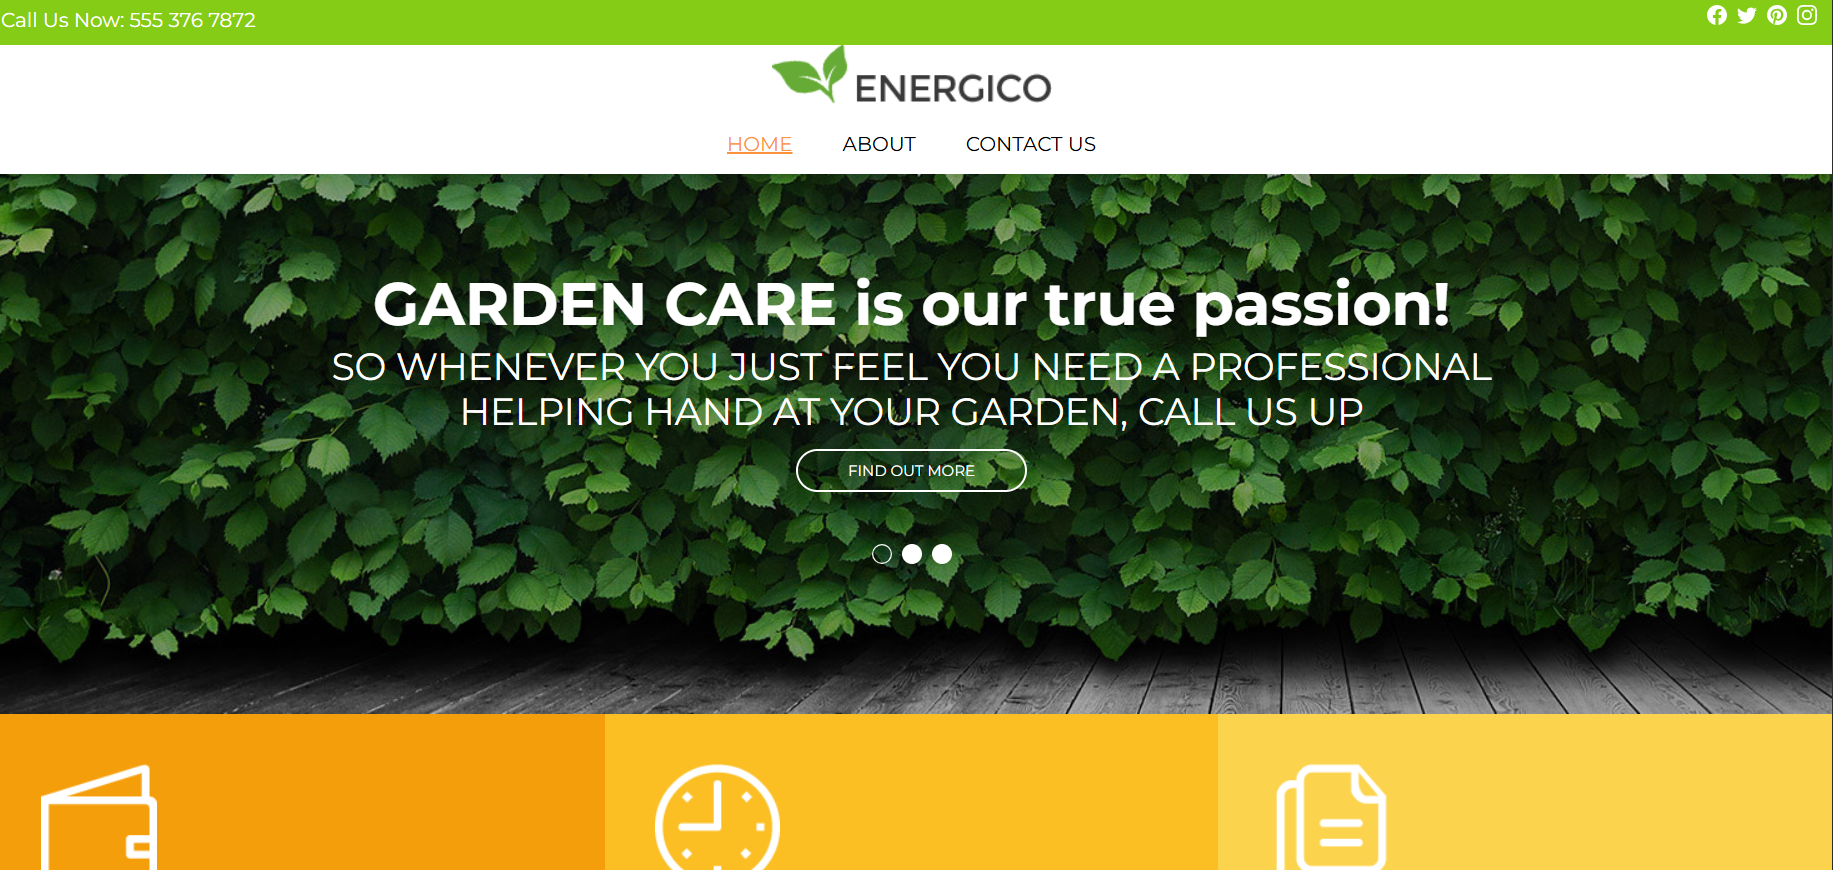 Call Us Now: 555 376 7872
ENERGICO
HOME ABOUT CONTACT US
GARDEN CARE is our true passion!
SO WHENEVER YOU JUST FEEL YOU NEED A PROFESSIONAL
HELPING HAND AT YOUR GARDEN, CALL US UP
FIND OUT MORE